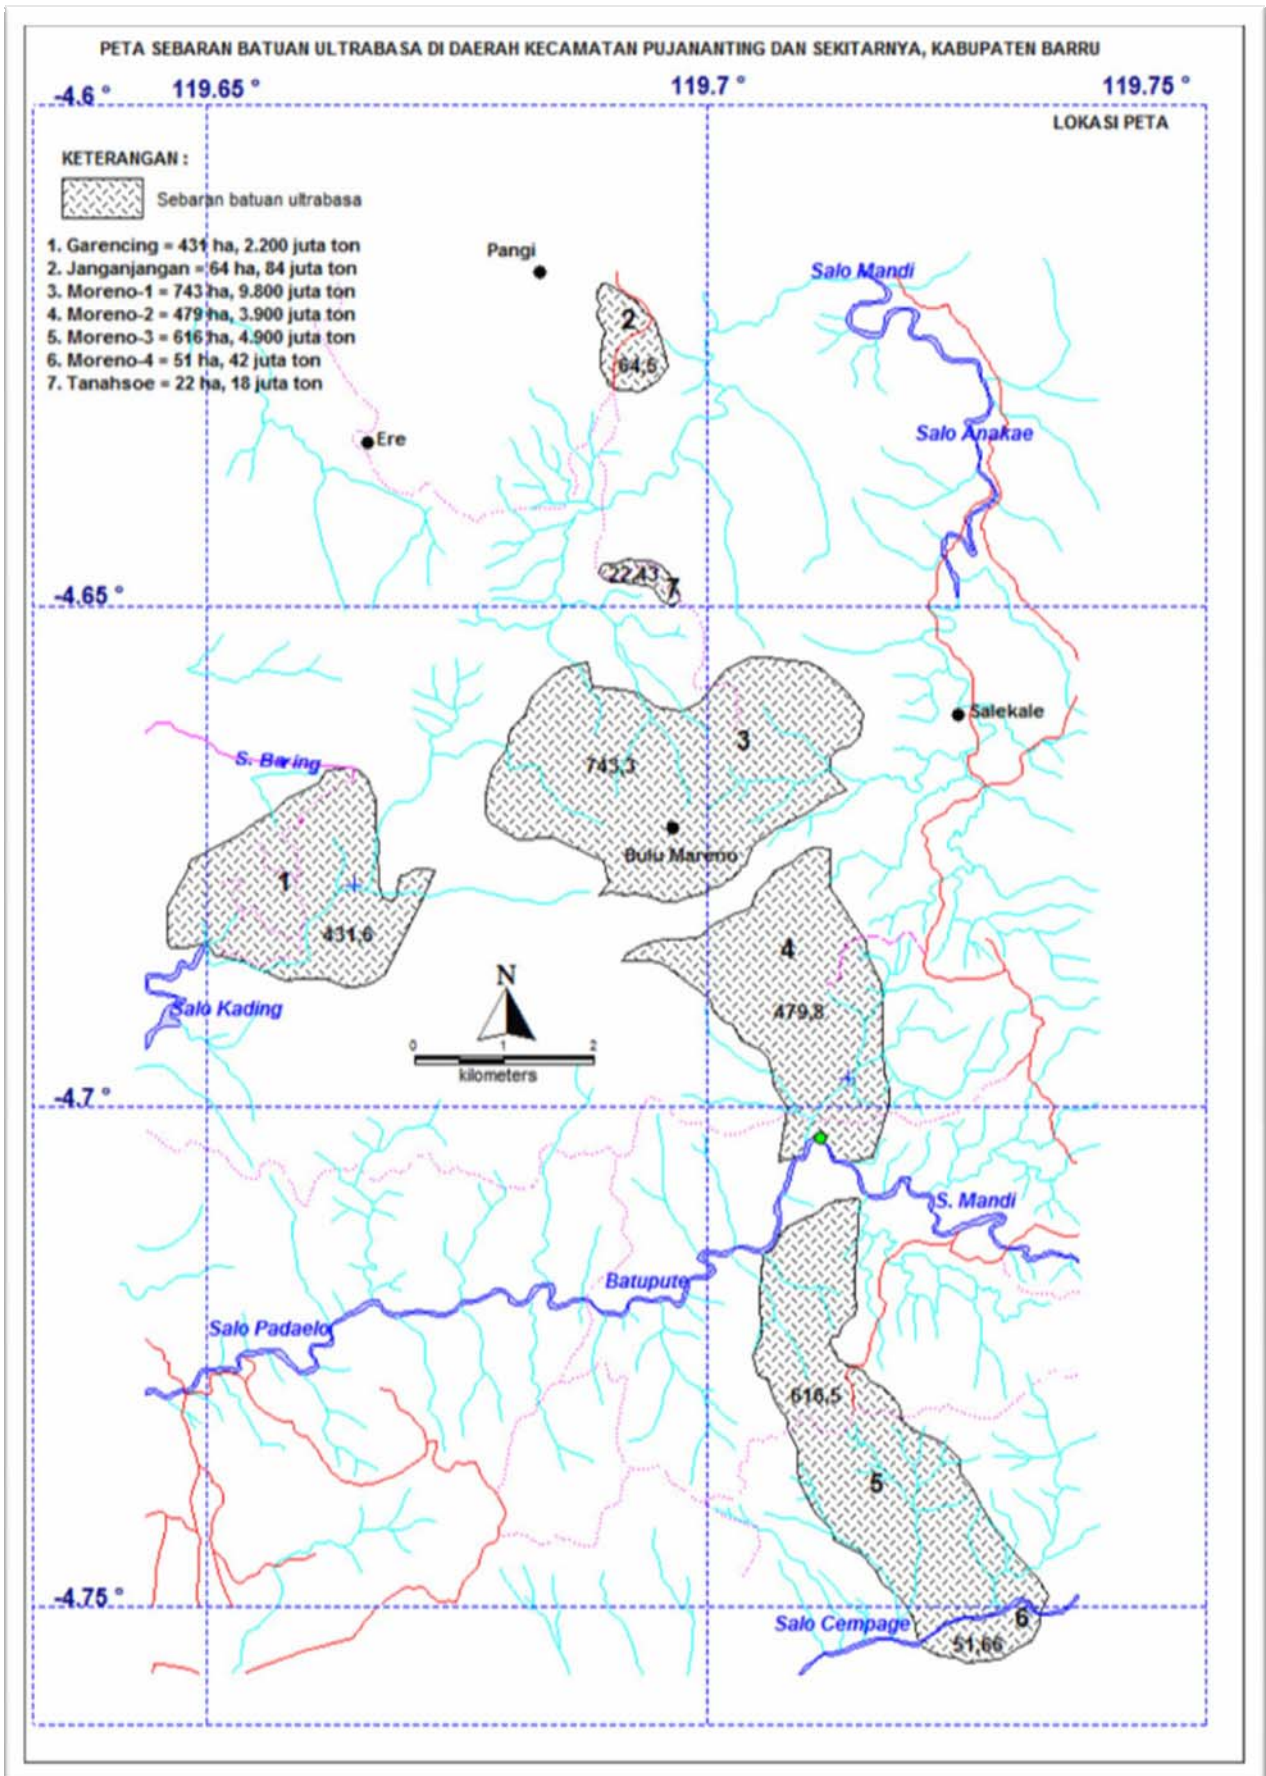 PETA SEBARAN BATUAN ULTRABASA DI DAERAH KECAMATAN PUJANANTING DAN SEKITARNYA, KABUPATEN BARRU
-4.6 °
119.65 °
119.7 °
119.75 °
LOKASI PETA
KETERANGAN :
Sebaran batuan ultrabasa
1. Garencing = 431 ha, 2.200 juta ton
2. Janganjangan = 64 ha, 84 juta ton
3. Moreno-1 = 743 ha, 9.800 juta ton
4. Moreno-2 = 479 ha, 3.900 juta ton
5. Moreno-3 = 616 ha, 4.900 juta ton
6. Moreno-4 = 51 ha, 42 juta ton
7. Tanahsoe = 22 ha, 18 juta ton
Pangi
Salo Mandi
2
64,5
Ere
Salo Anakae
22,43
7
-4.65 °
Salekale
3
S. Baring
743,3
Bulu Mareno
1
431,6
4
N
Salo Kading
479,8
0 1 2
kilometers
-4.7 °
S. Mandi
Batupute
Salo Padaelo
616,5
5
-4.75 °
Salo Cempage
6
51,66